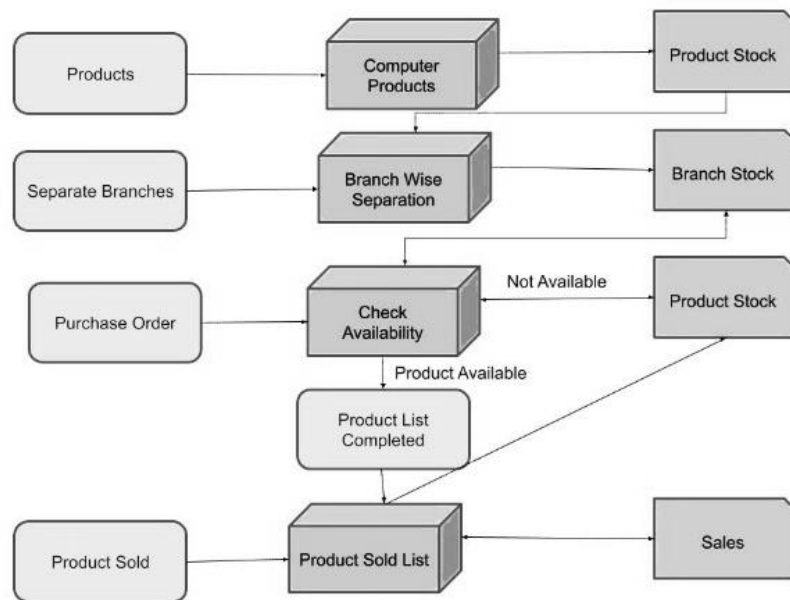 Products
Computer
Products
Product Stock
Separate Branches
Branch Wise
Separation
Branch Stock
Purchase Order
Check
Availability
Not Available
Product Stock
Product Available
Product List
Completed
Product Sold
Product Sold List
Sales